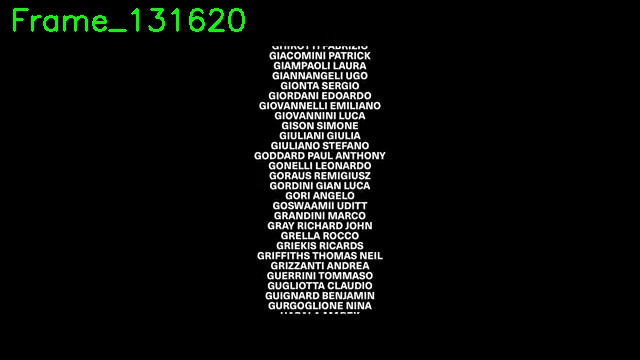 Frame_131620
GHIROTTI FABRIZIO
GIACOMINI PATRICK
GIAMPAOLI LAURA
GIANNANGELI UGO
GIONTA SERGIO
GIORDANI EDOARDO
GIOVANNELLI EMILIANO
GIOVANNINI LUCA
GISON SIMONE
GIULIANI GIULIA
GIULIANO STEFANO
GODDARD PAUL ANTHONY
GONELLI LEONARDO
GORAUS REMIGIUSZ
GORDINI GIAN LUCA
GORI ANGELO
GOSWAAMII UDITT
GRANDINI MARCO
GRAY RICHARD JOHN
GRELLA ROCCO
GRIEKIS RICARDS
GRIFFITHS THOMAS NEIL
GRIZZANTI ANDREA
GUERRINI TOMMASO
GUGLIOTTA CLAUDIO
GUIGNARD BENJAMIN
GURGOGLIONE NINA